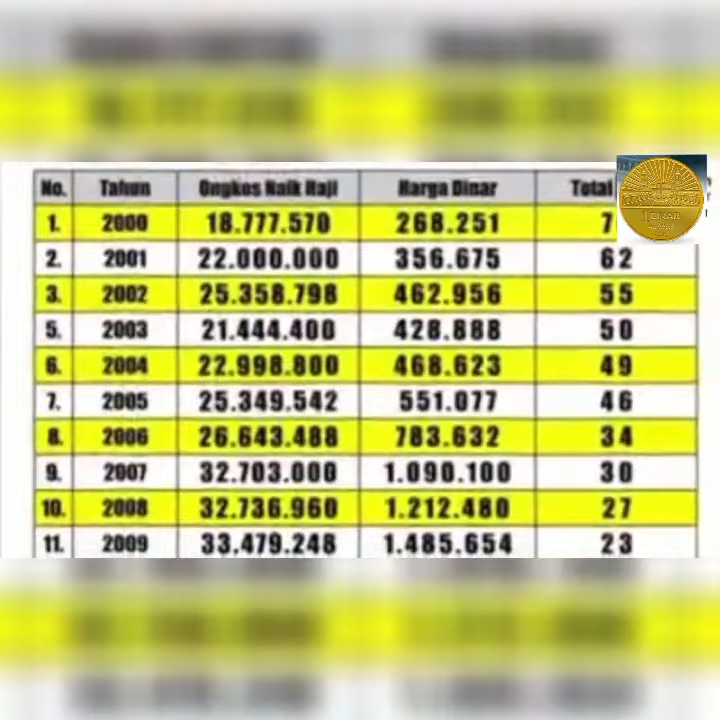 No. Tahun Ongkos Naik Haji Harga Dinar Total
1. 2000 18.777.570 268.251 7
2. 2001 22.000.000 356.675 62
3. 2002 25.358.798 462.956 55
5. 2003 21.444.400 428.888 50
6. 2004 22.998.800 468.623 49
7. 2005 25.349.542 551.077 46
8. 2006 26.643.488 783.632 34
9. 2007 32.703.000 1.090.100 30
10. 2008 32.736.960 1.212.480 27
11. 2009 33.479.248 1.485.654 23
1 DINAR